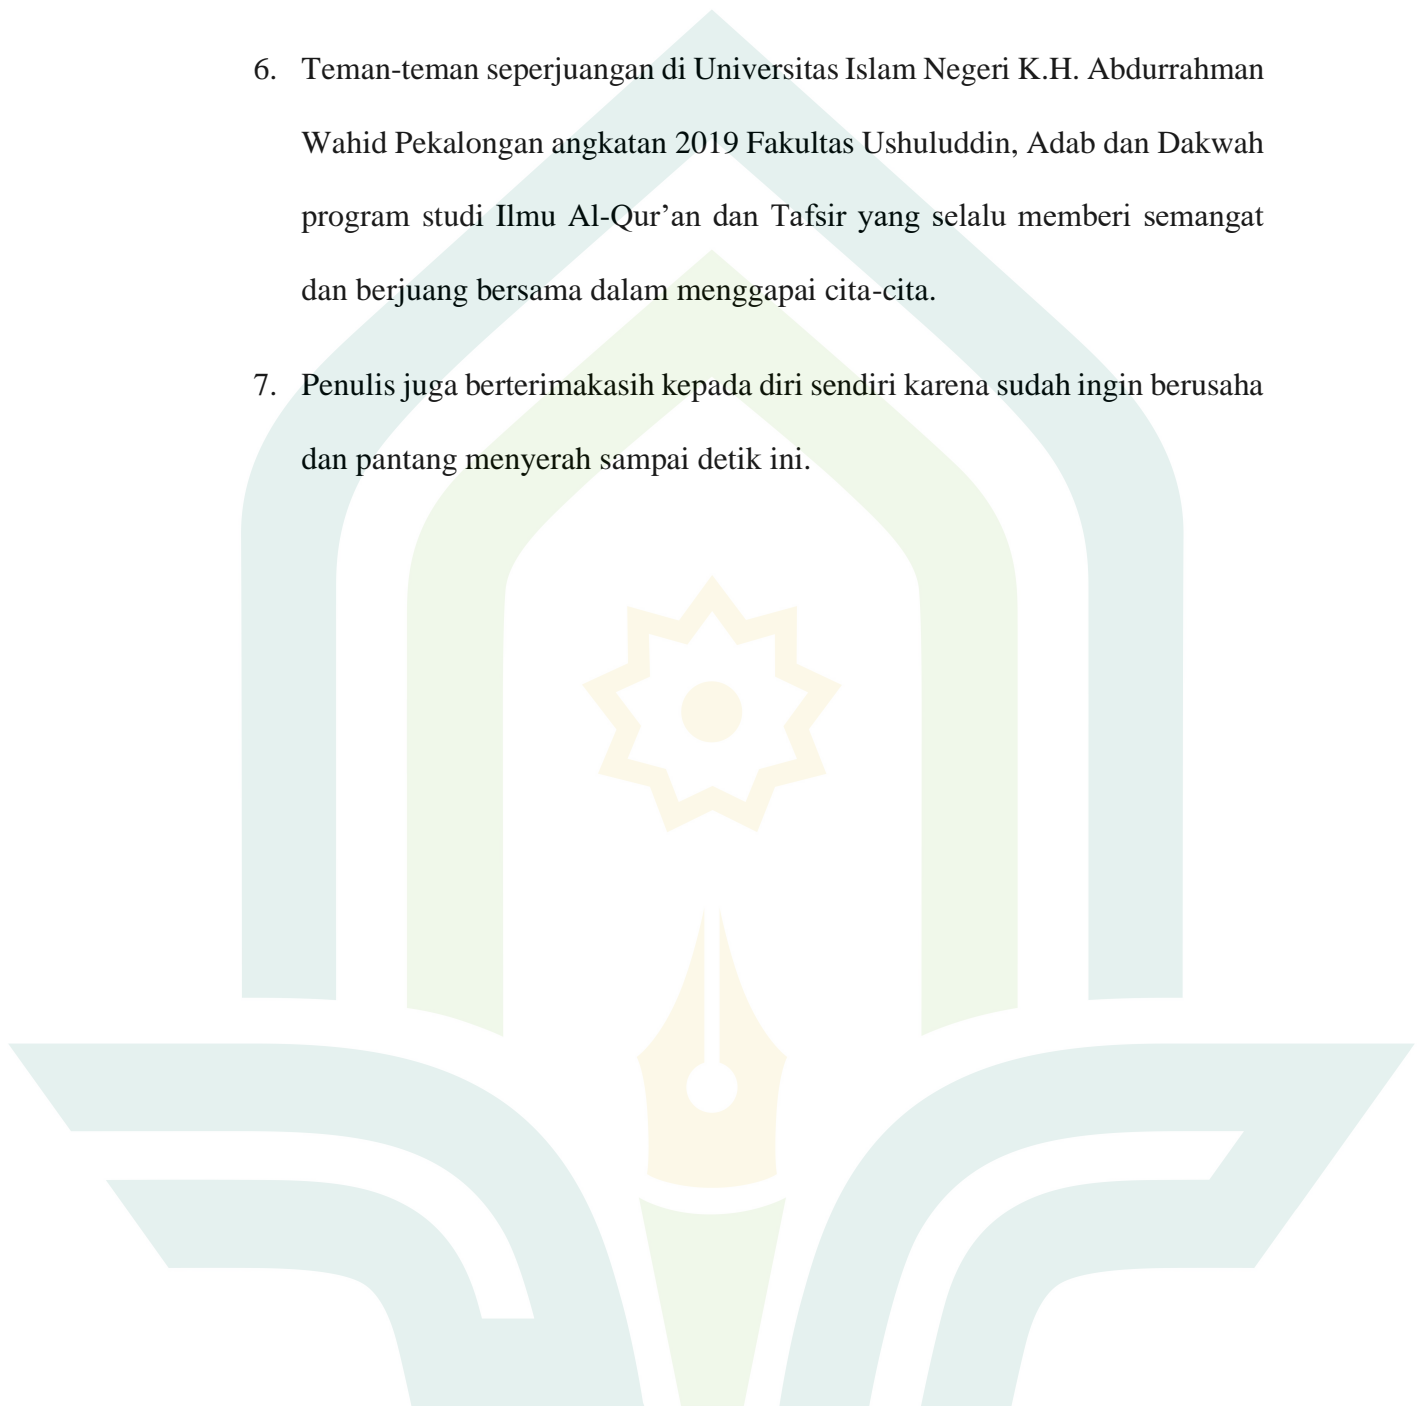 6. Teman-teman seperjuangan di Universitas Islam Negeri K.H. Abdurrahman
Wahid Pekalongan angkatan 2019 Fakultas Ushuluddin, Adab dan Dakwah
program studi Ilmu Al-Qur’an dan Tafsir yang selalu memberi semangat
dan berjuang bersama dalam menggapai cita-cita.
7. Penulis juga berterimakasih kepada diri sendiri karena sudah ingin berusaha
dan pantang menyerah sampai detik ini.